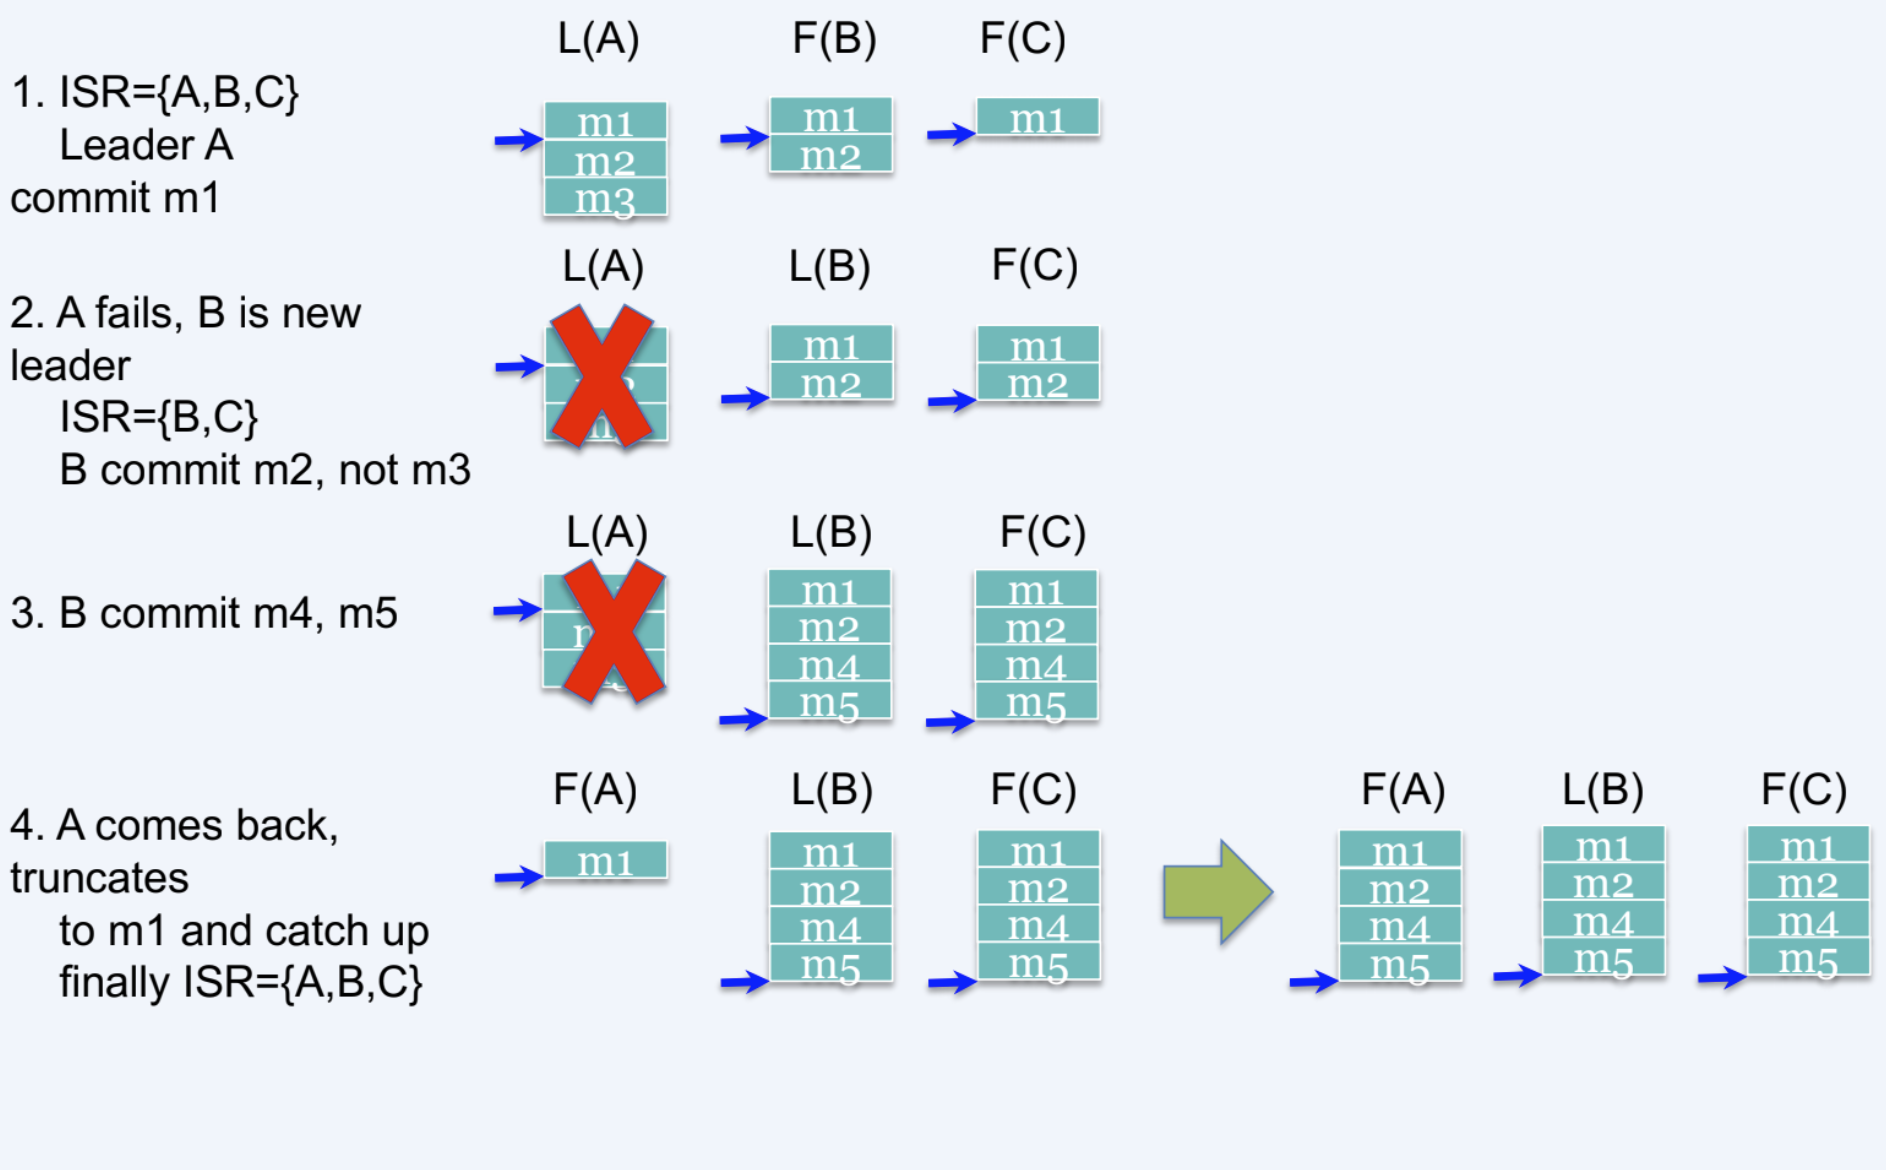 L(A) F(B) F(C)
1. ISR={A,B,C}
Leader A
commit m1
m1 m1 m1
m2 m2
m3
L(A) L(B) F(C)
2. A fails, B is new
leader
ISR={B,C}
B commit m2, not m3
m1 m1
m2 m2
L(A) L(B) F(C)
3. B commit m4, m5
m1 m1
m2 m2
m4 m4
m5 m5
F(A) L(B) F(C) F(A) L(B) F(C)
4. A comes back,
truncates
to m1 and catch up
finally ISR={A,B,C}
m1 m1 m1 m1 m1 m1
m2 m2 m2 m2 m2
m4 m4 m4 m4 m4
m5 m5 m5 m5 m5